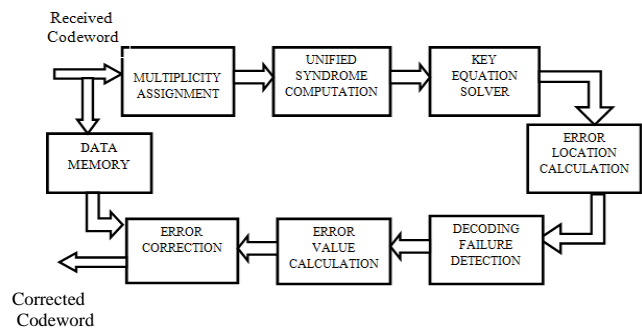 Received
Codeword
MULTIPLICITY
ASSIGNMENT
UNIFIED
SYNDROME
COMPUTATION
KEY
EQUATION
SOLVER
DATA
MEMORY
ERROR
LOCATION
CALCULATION
ERROR
CORRECTION
ERROR
VALUE
CALCULATION
DECODING
FAILURE
DETECTION
Corrected
Codeword